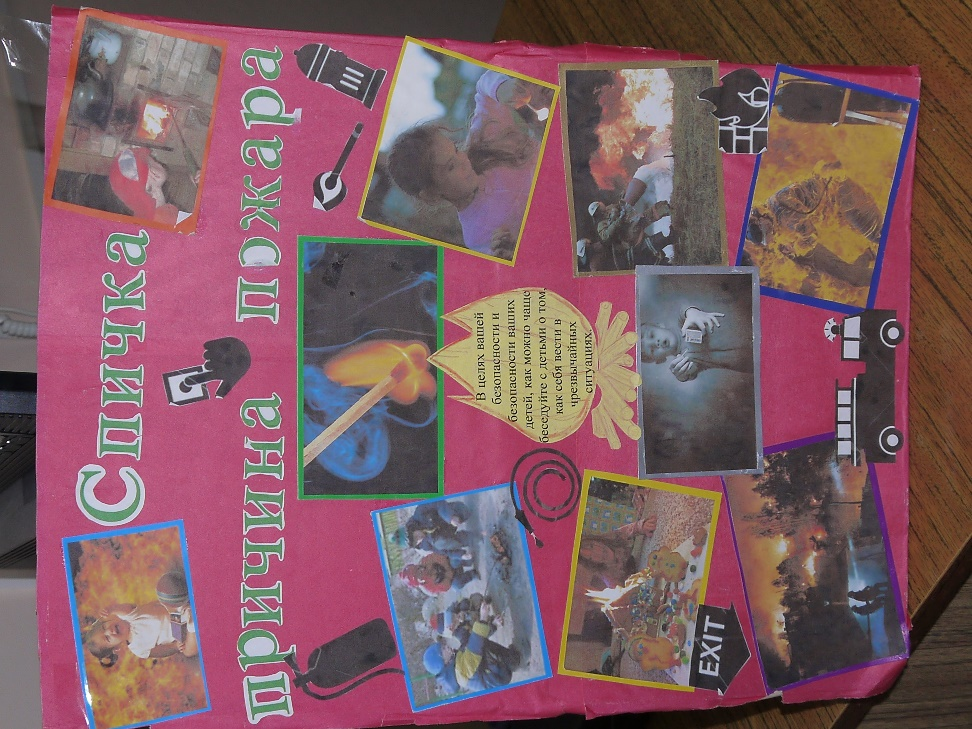 Спичка
причина пожара
В целях вашей
безопасности и
безопасности ваших
детей, как можно чаще
беседуйте с детьми о том,
как себя вести в
чрезвычайных
ситуациях.
EXIT